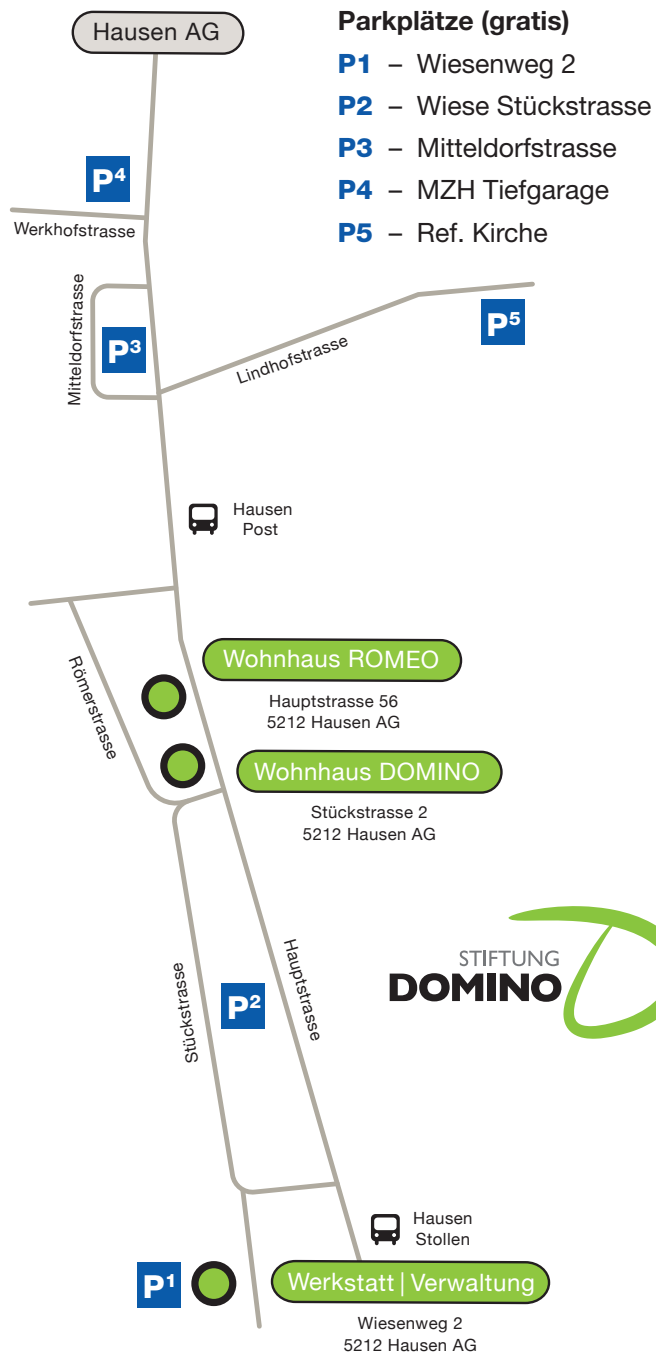 Hausen AG
Parkplätze (gratis)
P1 – Wiesenweg 2
P2 – Wiese Stückstrasse
P3 – Mitteldorfstrasse
P4 – MZH Tiefgarage
P5 – Ref. Kirche
P4
Werkhofstrasse
Mitteldorfstrasse
P3
Lindhofstrasse
P5
Hausen
Post
Römerstrasse
Wohnhaus ROMEO
Hauptstrasse 56
5212 Hausen AG
Wohnhaus DOMINO
Stückstrasse 2
5212 Hausen AG
Stückstrasse
P2
Hauptstrasse
STIFTUNG
DOMINO
Hausen
Stollen
P1
Werkstatt | Verwaltung
Wiesenweg 2
5212 Hausen AG